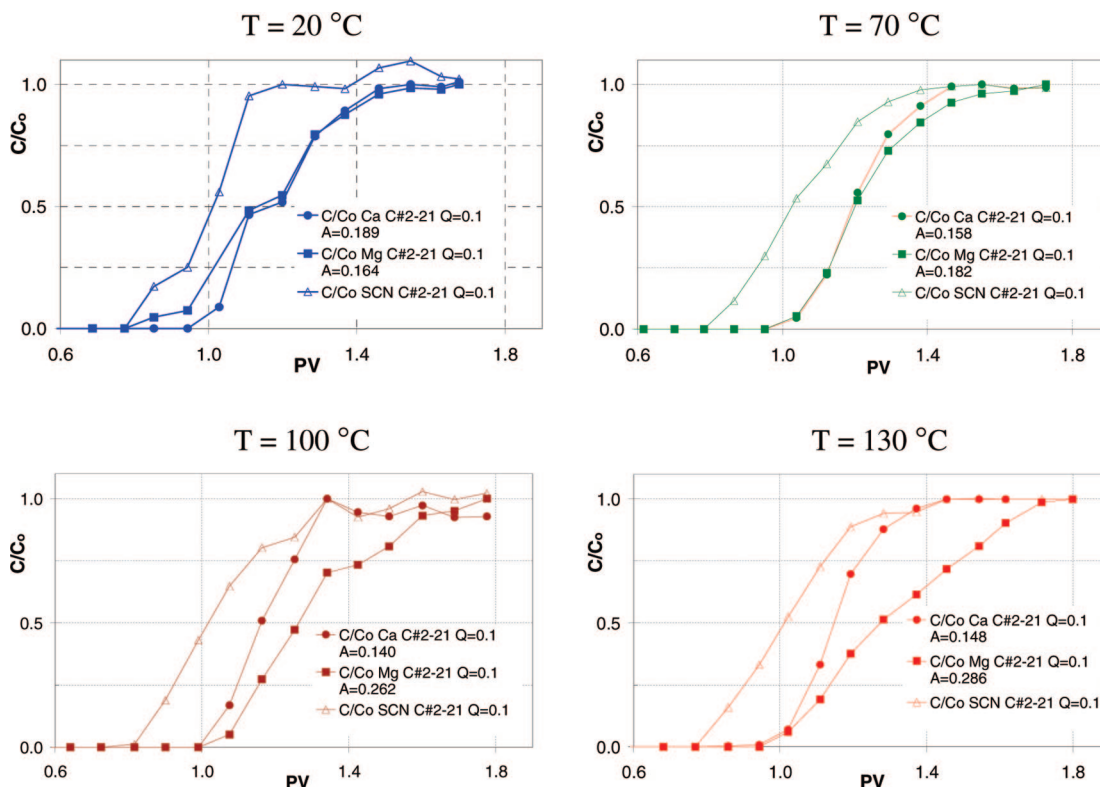 T = 20 °C
C/Co
1.0
0.5
0.0
0.6
1.0
1.4
1.8
PV
C/Co Ca C#2-21 Q=0.1
A=0.189
C/Co Mg C#2-21 Q=0.1
A=0.164
C/Co SCN C#2-21 Q=0.1
T = 70 °C
C/Co
1.0
0.5
0.0
0.6
1.0
1.4
1.8
PV
C/Co Ca C#2-21 Q=0.1
A=0.158
C/Co Mg C#2-21 Q=0.1
A=0.182
C/Co SCN C#2-21 Q=0.1
T = 100 °C
C/Co
1.0
0.5
0.0
0.6
1.0
1.4
1.8
PV
C/Co Ca C#2-21 Q=0.1
A=0.140
C/Co Mg C#2-21 Q=0.1
A=0.262
C/Co SCN C#2-21 Q=0.1
T = 130 °C
C/Co
1.0
0.5
0.0
0.6
1.0
1.4
1.8
PV
C/Co Ca C#2-21 Q=0.1
A=0.148
C/Co Mg C#2-21 Q=0.1
A=0.286
C/Co SCN C#2-21 Q=0.1